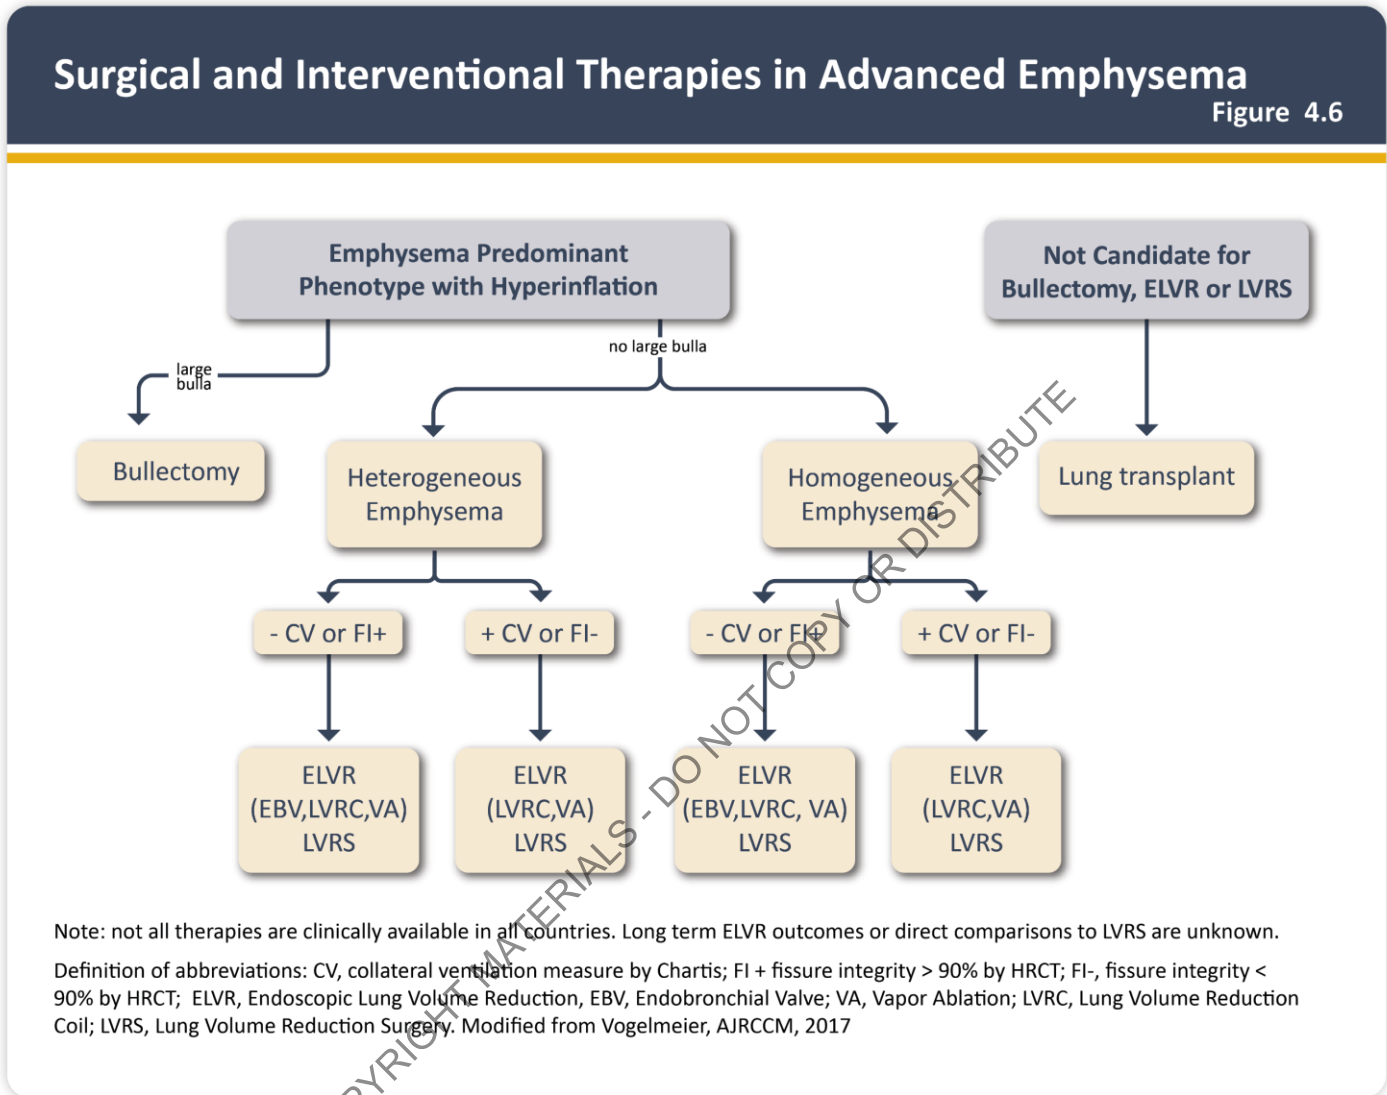 Surgical and Interventional Therapies in Advanced Emphysema
Figure 4.6
Emphysema Predominant
Phenotype with Hyperinflation
Not Candidate for
Bullectomy, ELVR or LVRS
large
bulla
no large bulla
Bullectomy
Heterogeneous
Emphysema
Homogeneous
Emphysema
Lung transplant
- CV or FI+
+ CV or FI-
- CV or FI+
+ CV or FI-
ELVR
(EBV,LVRC,VA)
LVRS
ELVR
(LVRC,VA)
LVRS
ELVR
(EBV,LVRC, VA)
LVRS
ELVR
(LVRC,VA)
LVRS
Note: not all therapies are clinically available in all countries. Long term ELVR outcomes or direct comparisons to LVRS are unknown.
Definition of abbreviations: CV, collateral ventilation measure by Chartis; FI + fissure integrity > 90% by HRCT; FI-, fissure integrity <
90% by HRCT; ELVR, Endoscopic Lung Volume Reduction, EBV, Endobronchial Valve; VA, Vapor Ablation; LVRC, Lung Volume Reduction
Coil; LVRS, Lung Volume Reduction Surgery. Modified from Vogelmeier, AJRCCM, 2017
PYRIGHT MATERIALS - DO NOT COPY OR DISTRIBUTE